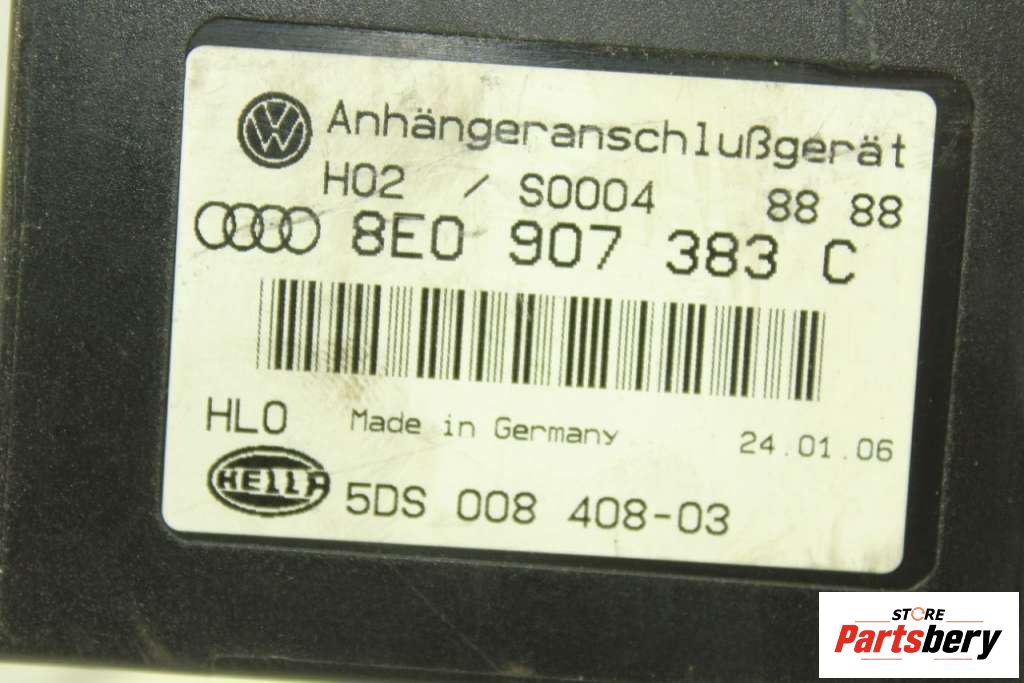 VW Anhängeranschlußgerät
H02 / S0004 88 88
8E0 907 383 C
HLO Made in Germany 24.01.06
HELLA 5DS 008 408-03
STORE
Partsbery